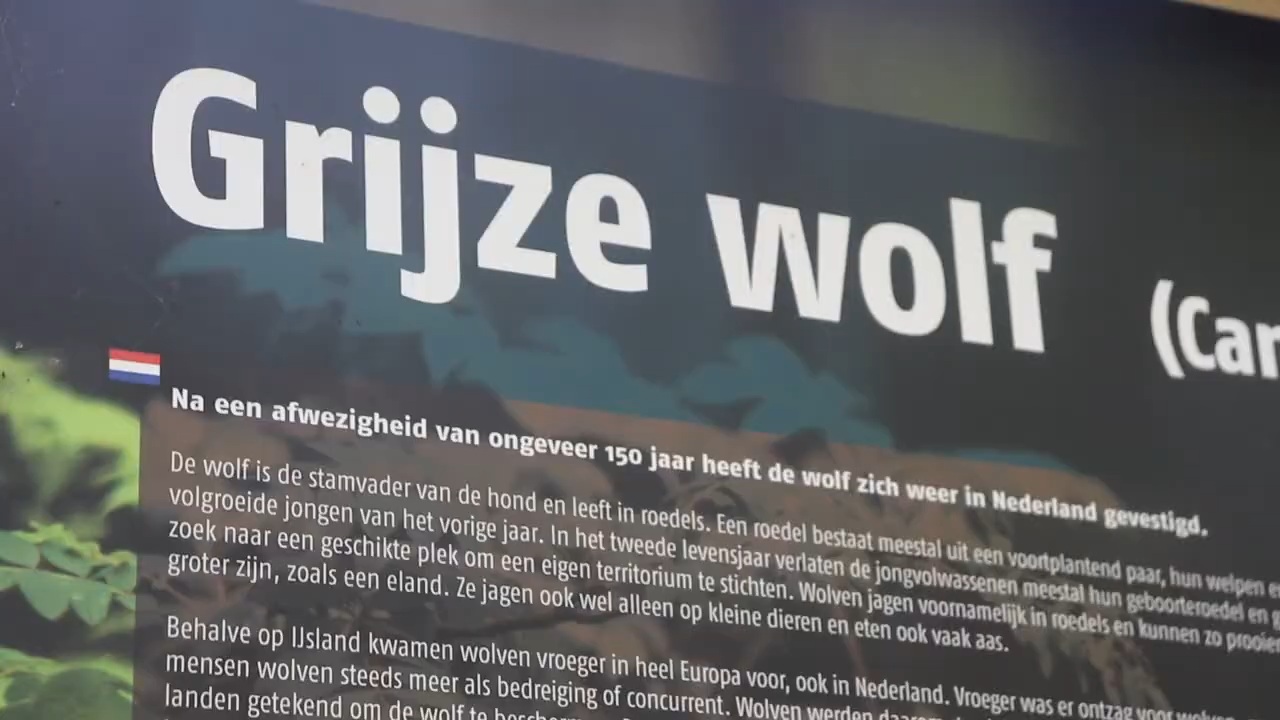 Grijze wolf (Car
Na een afwezigheid van ongeveer 150 jaar heeft de wolf zich weer in Nederland gevestigd.
De wolf is de stamvader van de hond en leeft in roedels. Een roedel bestaat meestal uit een voortplantend paar, hun welpen e
volgroeide jongen van het vorige jaar. In het tweede levensjaar verlaten de jongvolwassenen meestal hun geboorteroedel en g
zoek naar een geschikte plek om een eigen territorium te stichten. Wolven jagen voornamelijk in roedels en kunnen zo prooie
groter zijn, zoals een eland. Ze jagen ook wel alleen op kleine dieren en eten ook vaak aas.
Behalve op IJsland kwamen wolven vroeger in heel Europa voor, ook in Nederland. Vroeger was er ontzag voor
mensen wolven steeds meer als bedreiging of concurrent. Wolven werden
landen getekend om de wolf te